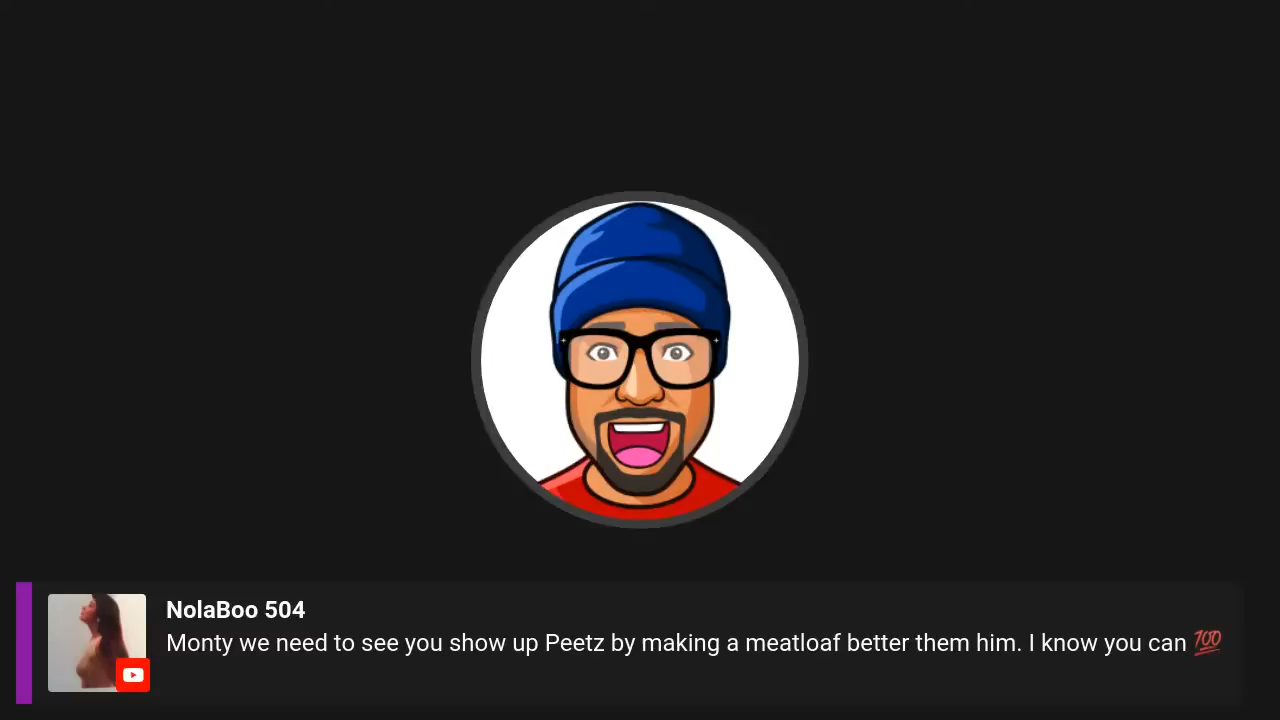 NolaBoo 504
Monty we need to see you show up Peetz by making a meatloaf better them him. I know you can 💯